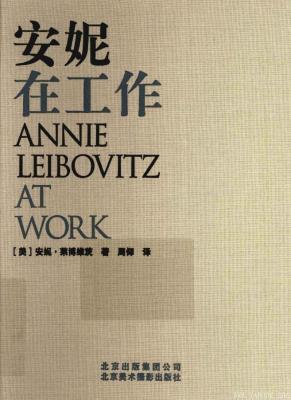 安妮
在工作
ANNIE
LEIBOVITZ
AT
WORK
[美] 安妮·莱博维茨 著 周仰 译
北京出版集团公司
北京美术摄影出版社